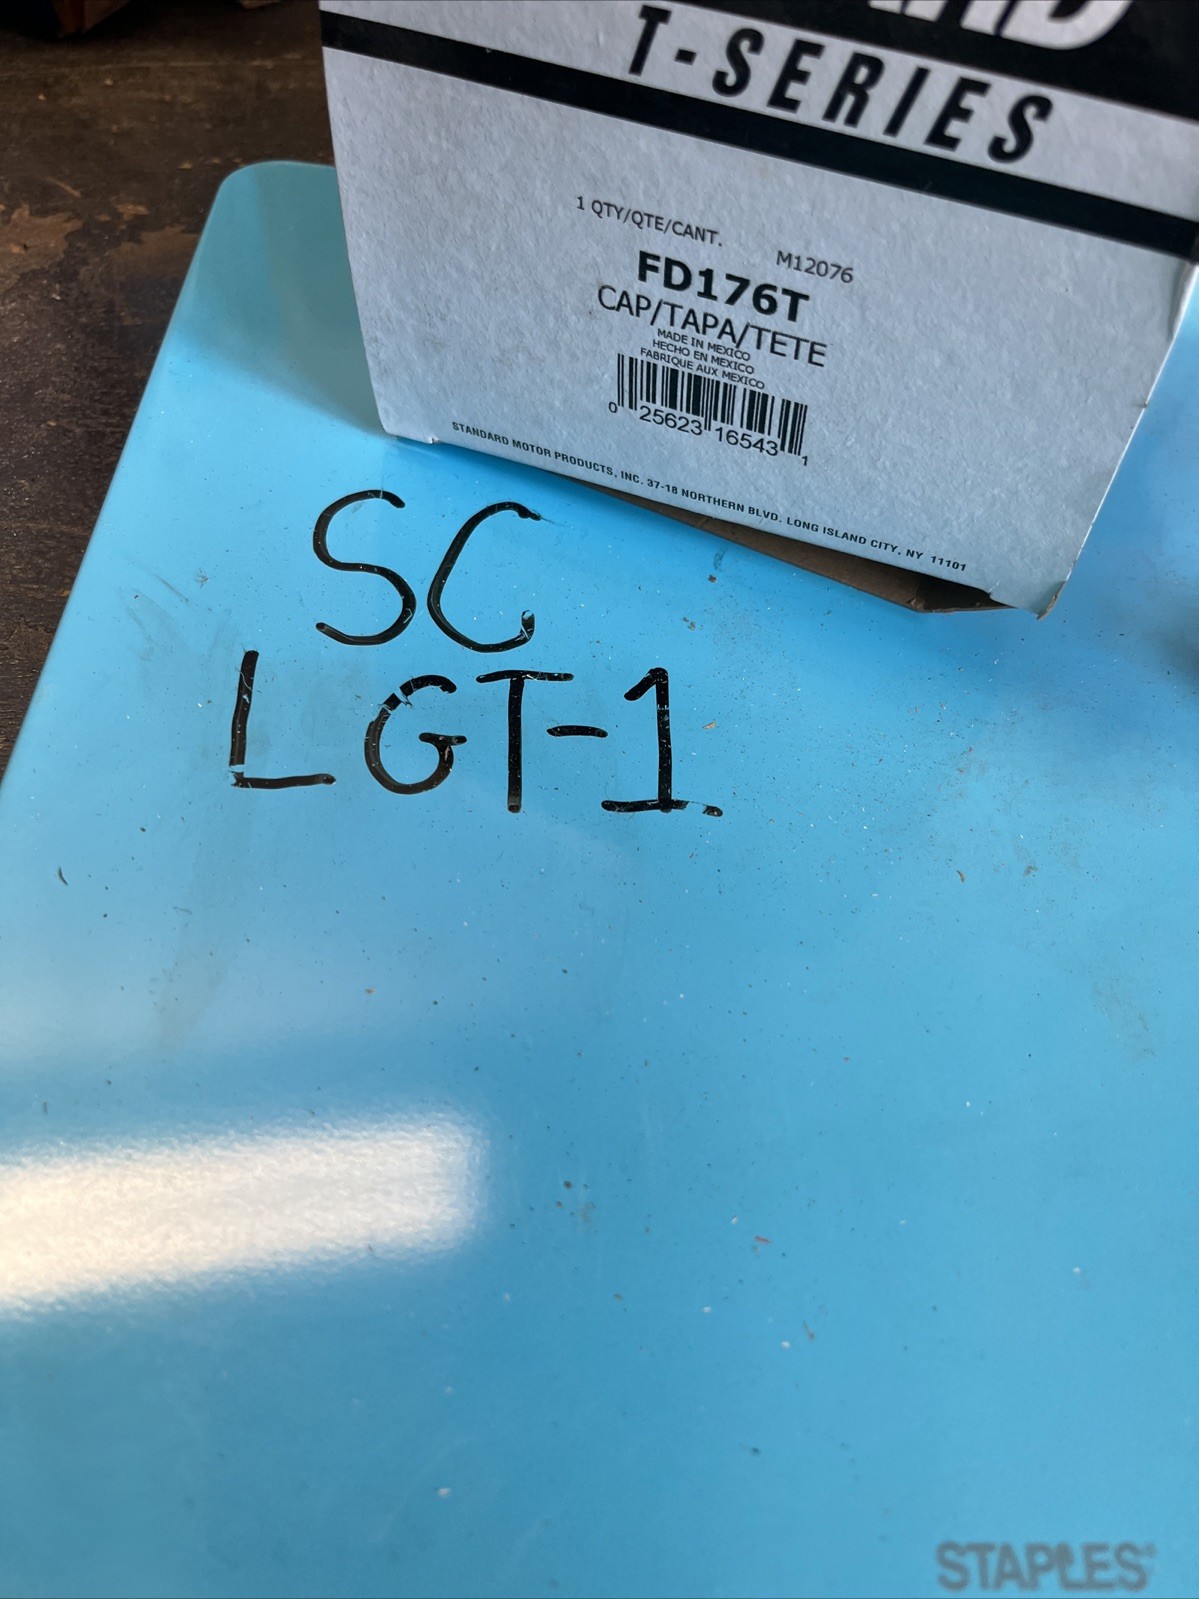 T-SERIES
1 QTY/QTE/CANT. M12076
FD176T
CAP/TAPA/TETE
MADE IN MEXICO
HECHO EN MEXICO
FABRIQUE AUX MEXICO
0 25623 16543 1
STANDARD MOTOR PRODUCTS, INC. 37-18 NORTHERN BLVD. LONG ISLAND CITY, NY 11101
SC
LGT-1
STAPLES